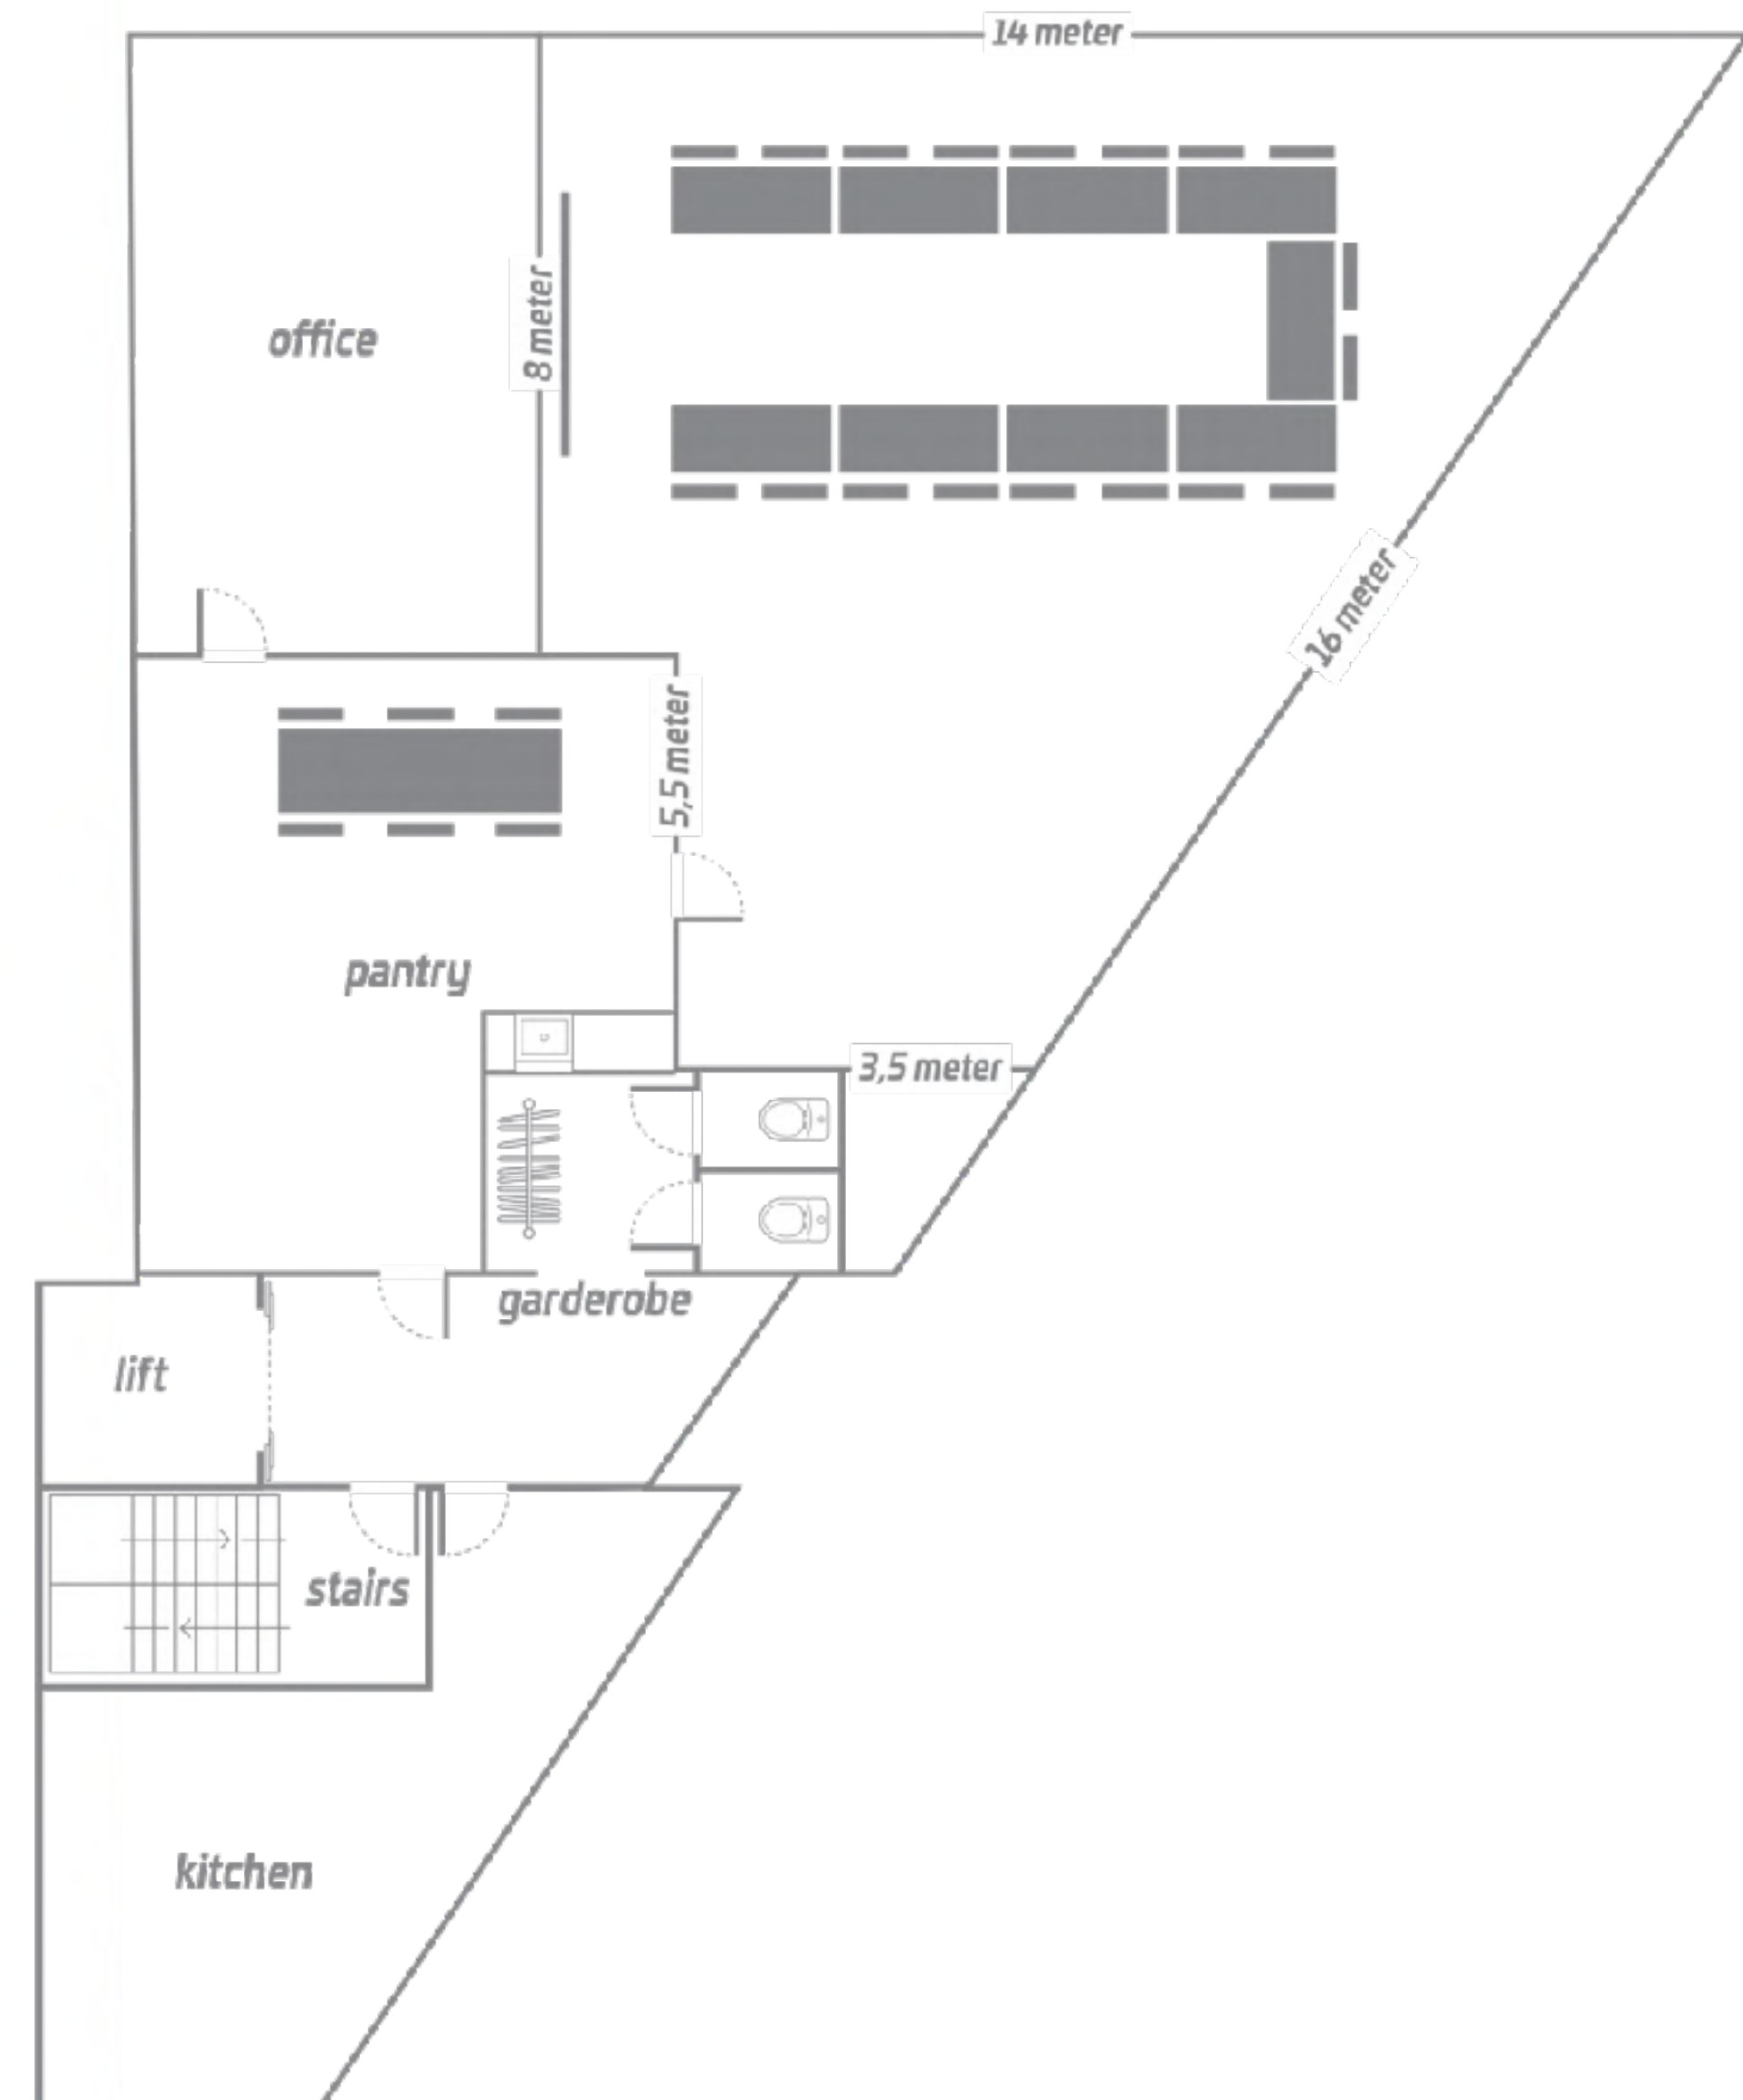 14 meter
8 meter
office
16 meter
5,5 meter
pantry
3,5 meter
garderobe
lift
stairs
kitchen